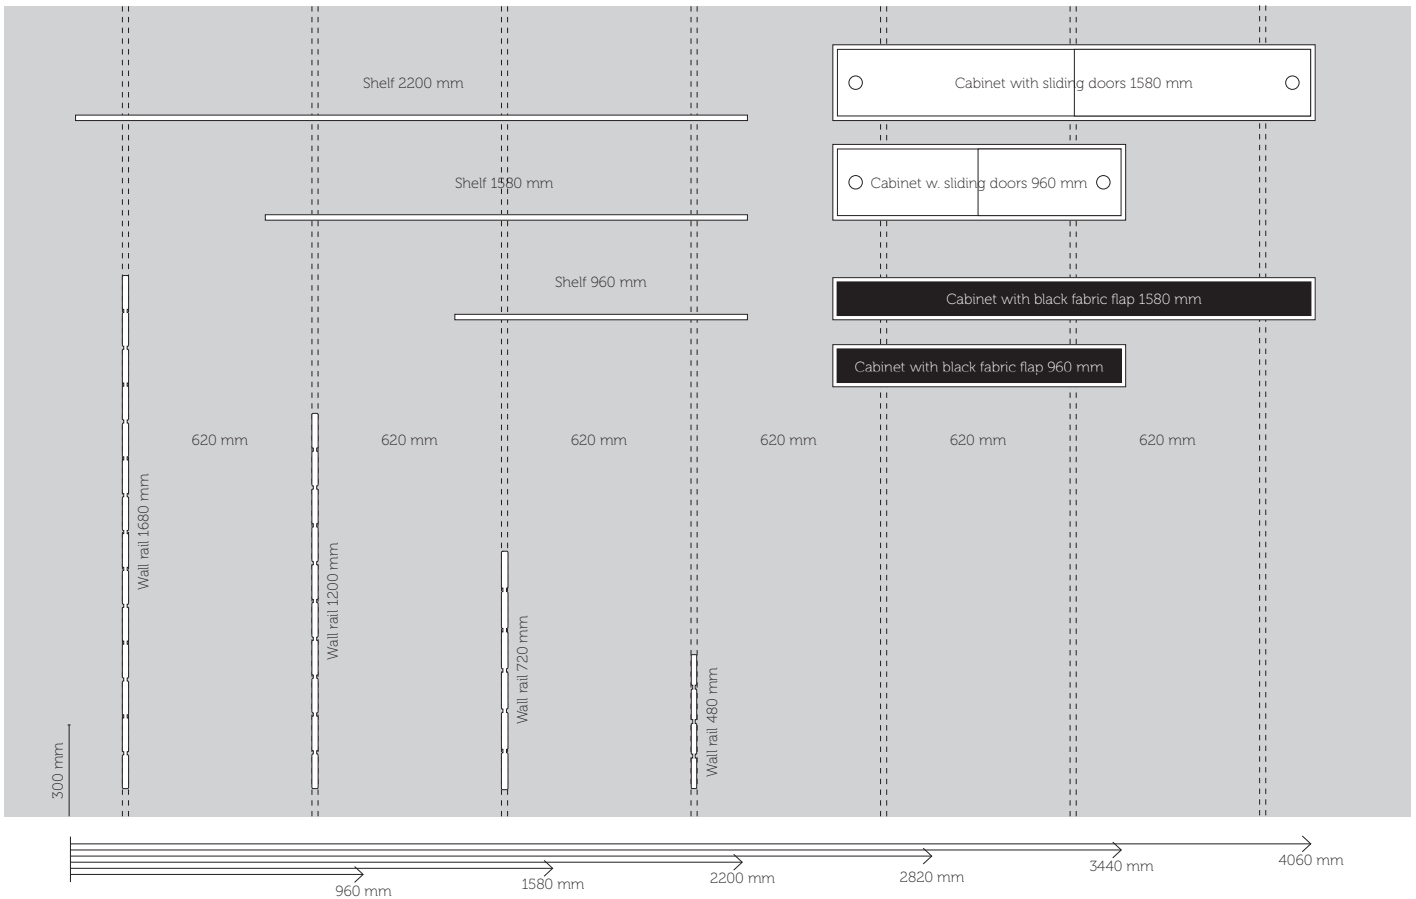 Shelf 2200 mm
Cabinet with sliding doors 1580 mm
Shelf 1580 mm
Cabinet w. sliding doors 960 mm
Shelf 960 mm
Cabinet with black fabric flap 1580 mm
Cabinet with black fabric flap 960 mm
620 mm
620 mm
620 mm
620 mm
620 mm
620 mm
Wall rail 1680 mm
Wall rail 1200 mm
Wall rail 720 mm
Wall rail 480 mm
300 mm
960 mm
1580 mm
2200 mm
2820 mm
3440 mm
4060 mm